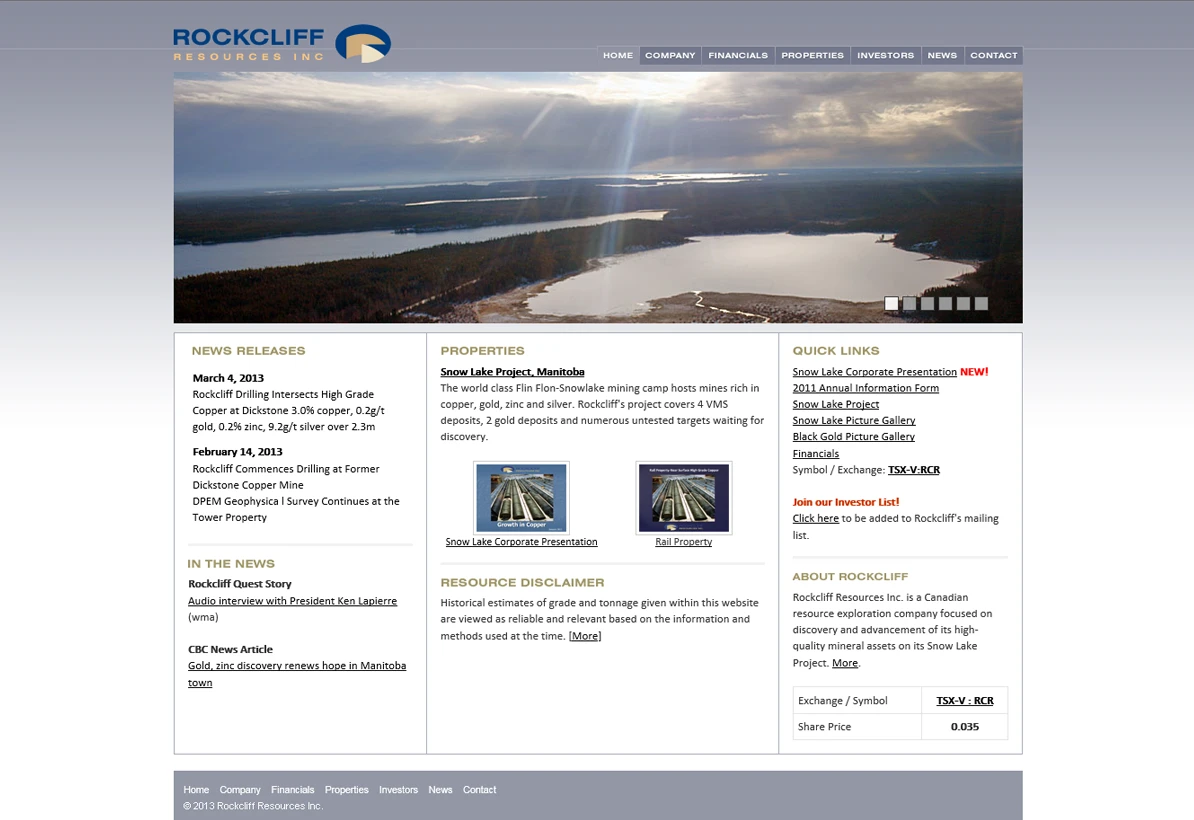 ROCKCLIFF
RESOURCES INC
HOME COMPANY FINANCIALS PROPERTIES INVESTORS NEWS CONTACT
NEWS RELEASES
March 4, 2013
Rockcliff Drilling Intersects High Grade
Copper at Dickstone 3.0% copper, 0.2g/t
gold, 0.2% zinc, 9.2g/t silver over 2.3m
February 14, 2013
Rockcliff Commences Drilling at Former
Dickstone Copper Mine
DPEM Geophysica l Survey Continues at the
Tower Property
IN THE NEWS
Rockcliff Quest Story
Audio interview with President Ken Lapierre
(wma)
CBC News Article
Gold, zinc discovery renews hope in Manitoba
town
PROPERTIES
Snow Lake Project, Manitoba
The world class Flin Flon-Snowlake mining camp hosts mines rich in
copper, gold, zinc and silver. Rockcliff's project covers 4 VMS
deposits, 2 gold deposits and numerous untested targets waiting for
discovery.
Growth in Copper
Snow Lake Corporate Presentation
Rail Property Near Surface High Grade Copper
Rail Property
RESOURCE DISCLAIMER
Historical estimates of grade and tonnage given within this website
are viewed as reliable and relevant based on the information and
methods used at the time. [More]
QUICK LINKS
Snow Lake Corporate Presentation NEW!
2011 Annual Information Form
Snow Lake Project
Snow Lake Picture Gallery
Black Gold Picture Gallery
Financials
Symbol / Exchange: TSX-V:RCR
Join our Investor List!
Click here to be added to Rockcliff's mailing
list.
ABOUT ROCKCLIFF
Rockcliff Resources Inc. is a Canadian
resource exploration company focused on
discovery and advancement of its high-
quality mineral assets on its Snow Lake
Project. More.
Exchange / Symbol TSX-V : RCR
Share Price 0.035
Home Company Financials Properties Investors News Contact
© 2013 Rockcliff Resources Inc.